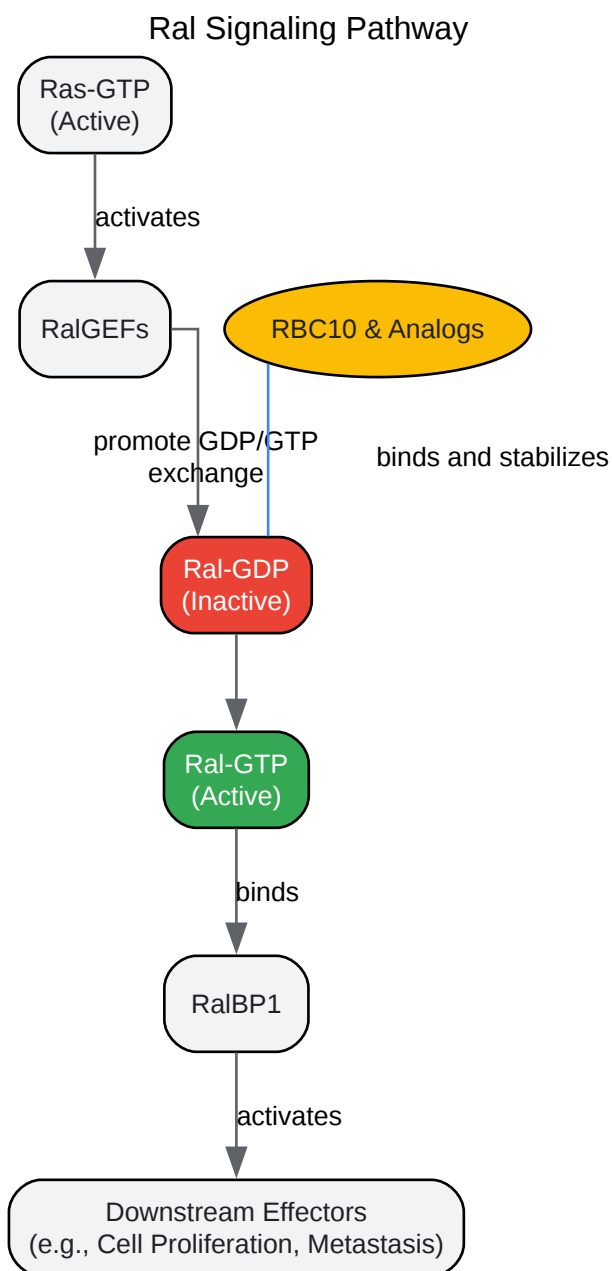 Ral Signaling Pathway
Ras-GTP
(Active)
activates
RalGEFs
RBC10 & Analogs
promote GDP/GTP
exchange
binds and stabilizes
Ral-GDP
(Inactive)
Ral-GTP
(Active)
binds
RalBP1
activates
Downstream Effectors
(e.g., Cell Proliferation, Metastasis)